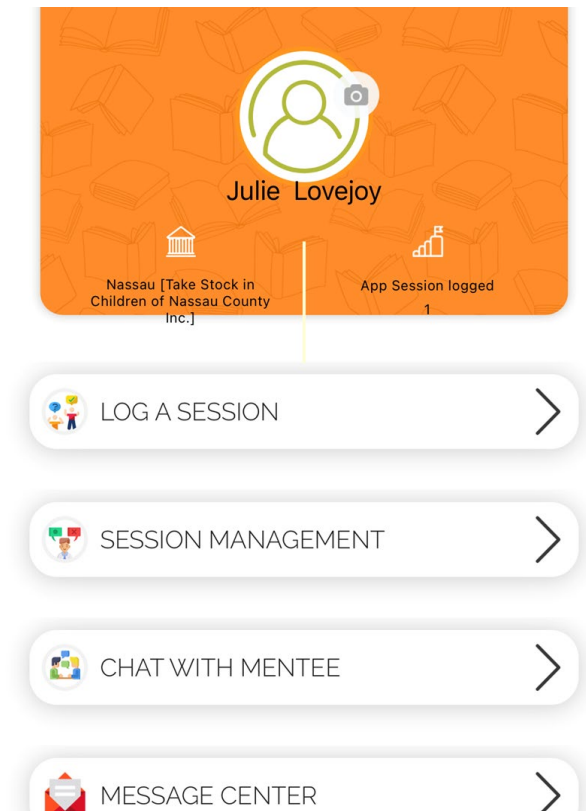 Julie Lovejoy
Nassau [Take Stock in
Children of Nassau County
Inc.]
App Session logged
1
LOG A SESSION
SESSION MANAGEMENT
CHAT WITH MENTEE
MESSAGE CENTER